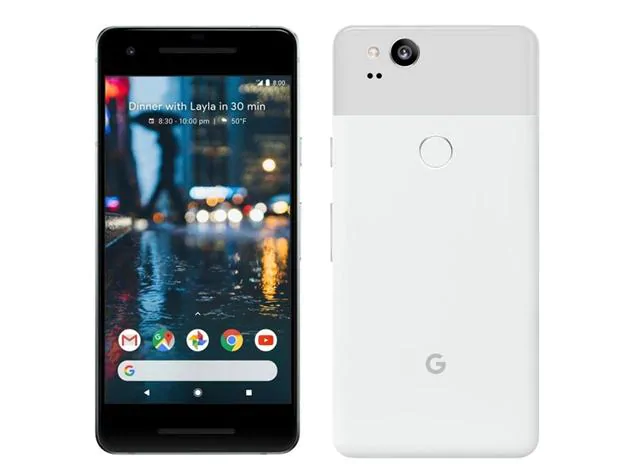 8:00
Dinner with Layla in 30 min
8:30 - 10:00 pm | 50°F
G